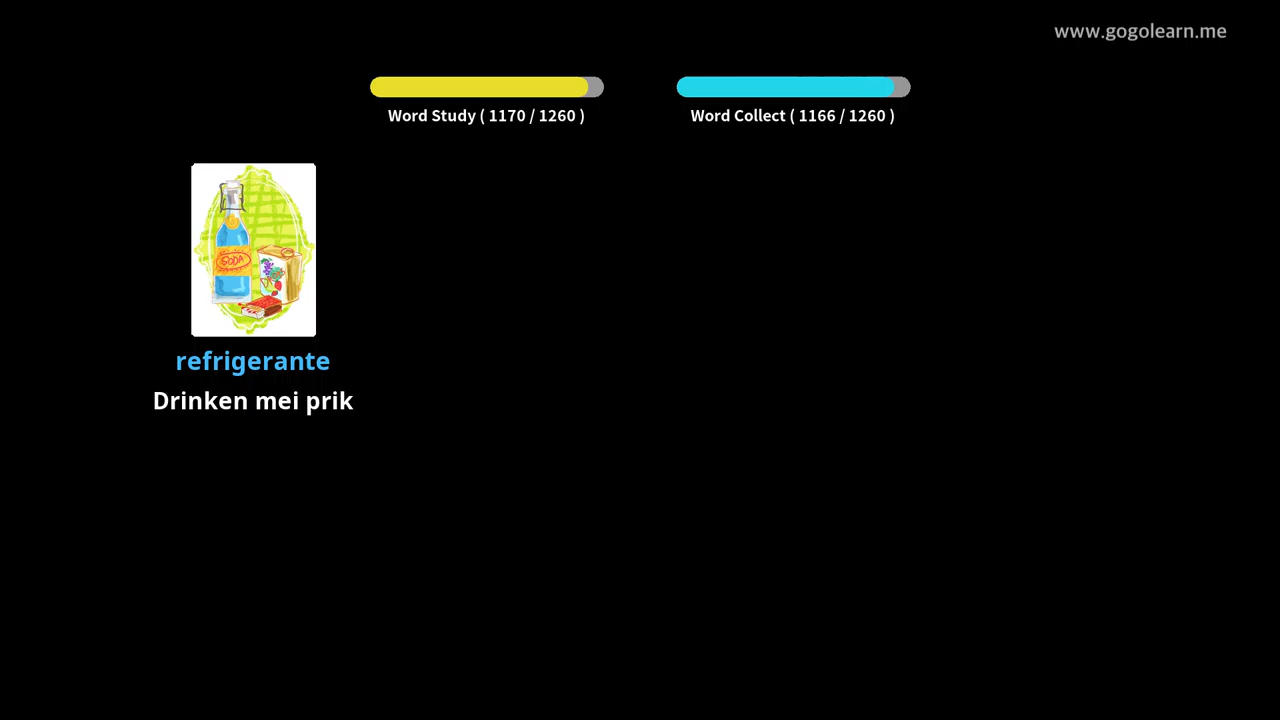 www.gogolearn.me
Word Study ( 1170 / 1260 )
Word Collect ( 1166 / 1260 )
SODA
refrigerante
Drinken mei prik